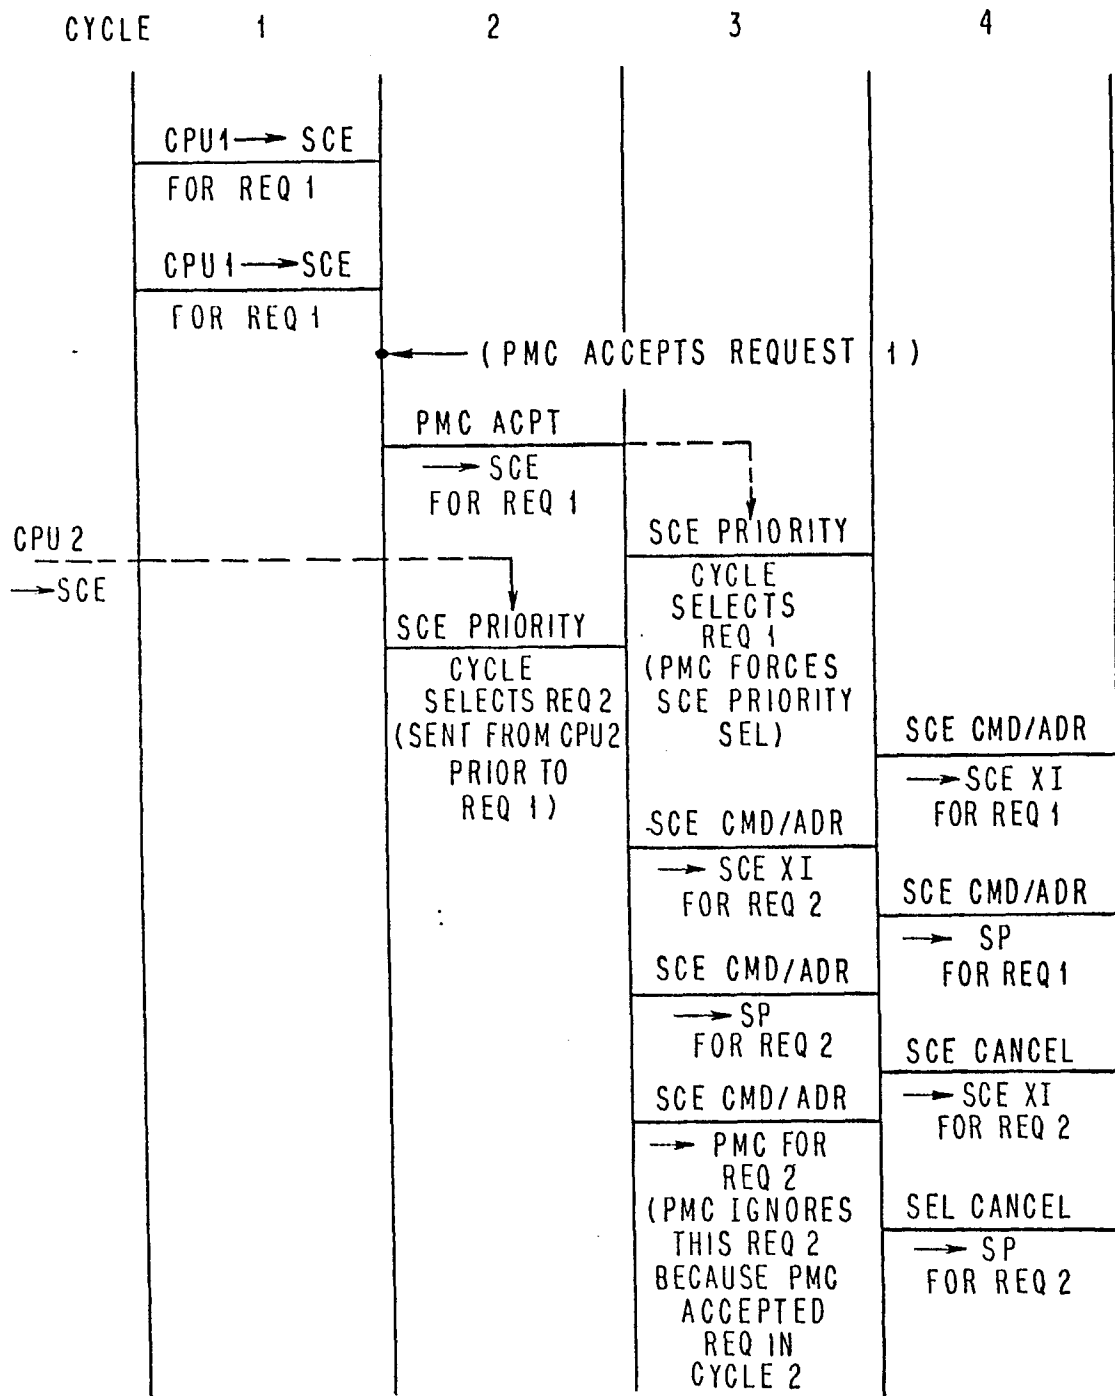 CYCLE 1 2 3 4
CPU1 → SCE
FOR REQ 1
CPU1 → SCE
FOR REQ 1
(PMC ACCEPTS REQUEST 1)
PMC ACPT
→ SCE
FOR REQ 1
CPU 2
→ SCE
SCE PRIORITY
CYCLE
SELECTS REQ 2
(SENT FROM CPU2
PRIOR TO
REQ 1)
SCE PRIORITY
CYCLE
SELECTS
REQ 1
(PMC FORCES
SCE PRIORITY
SEL)
SCE CMD/ADR
→ SCE XI
FOR REQ 2
SCE CMD/ADR
→ SP
FOR REQ 2
SCE CMD/ADR
→ PMC FOR
REQ 2
(PMC IGNORES
THIS REQ 2
BECAUSE PMC
ACCEPTED
REQ IN
CYCLE 2
SCE CMD/ADR
→ SCE XI
FOR REQ 1
SCE CMD/ADR
→ SP
FOR REQ 1
SCE CANCEL
→ SCE XI
FOR REQ 2
SEL CANCEL
→ SP
FOR REQ 2